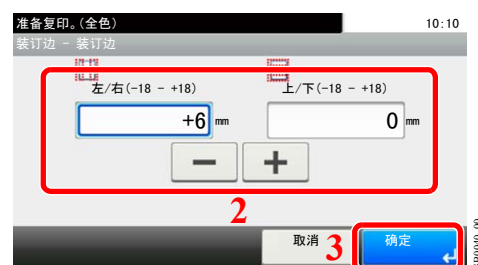 准备复印。(全色) 10:10
装订边 - 装订边
左/右(-18 - +18) 上/下(-18 - +18)
+6 mm 0 mm
− +
2
取消 3 确定